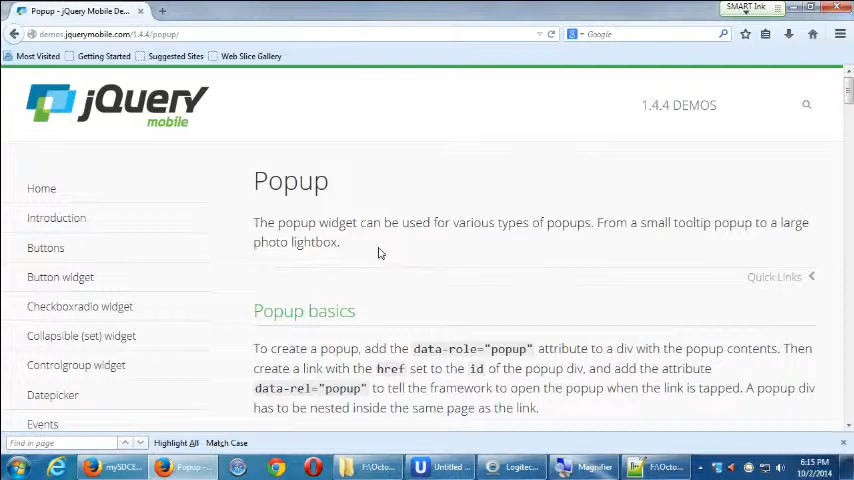 Popup - jQuery Mobile De...
SMART Ink
demos.jquerymobile.com/1.4.4/popup/
Google
Most Visited
Getting Started
Suggested Sites
Web Slice Gallery
jQuery
mobile
1.4.4 DEMOS
Home
Introduction
Buttons
Button widget
Checkboxradio widget
Collapsible (set) widget
Controlgroup widget
Datepicker
Events
Popup
The popup widget can be used for various types of popups. From a small tooltip popup to a large
photo lightbox.
Quick Links
Popup basics
To create a popup, add the data-role="popup" attribute to a div with the popup contents. Then
create a link with the href set to the id of the popup div, and add the attribute
data-rel="popup" to tell the framework to open the popup when the link is tapped. A popup div
has to be nested inside the same page as the link.
Find in page
Highlight All
Match Case
mySDCE...
Popup -...
F:\Octo...
Untitled ...
Logitec...
Magnifier
F:\Octo...
6:15 PM
10/2/2014